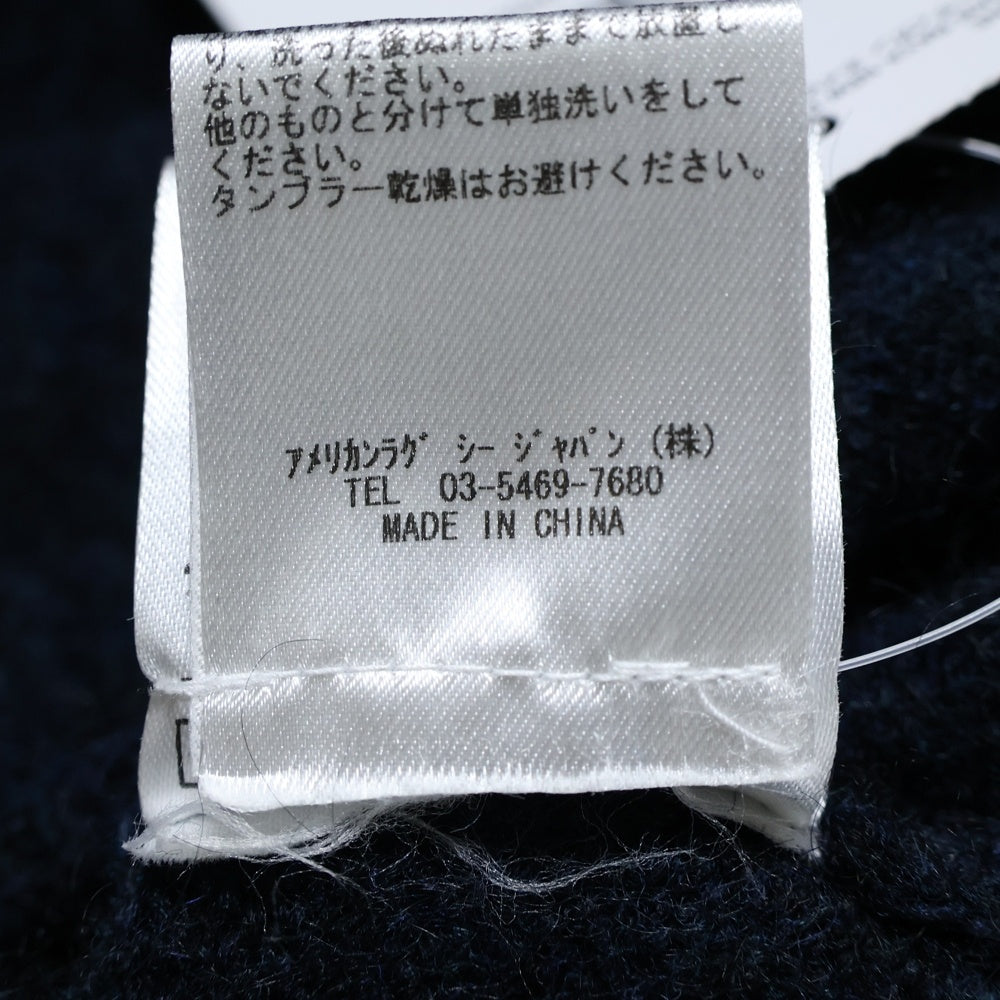 り、洗った後ぬれたままで放置し
ないでください。
他のものと分けて単独洗いをして
ください。
タンブラー乾燥はお避けください。
ｱﾒﾘｶﾝﾗｸﾞ ｼｰ ｼﾞｬﾊﾟﾝ (株)
TEL 03-5469-7680
MADE IN CHINA